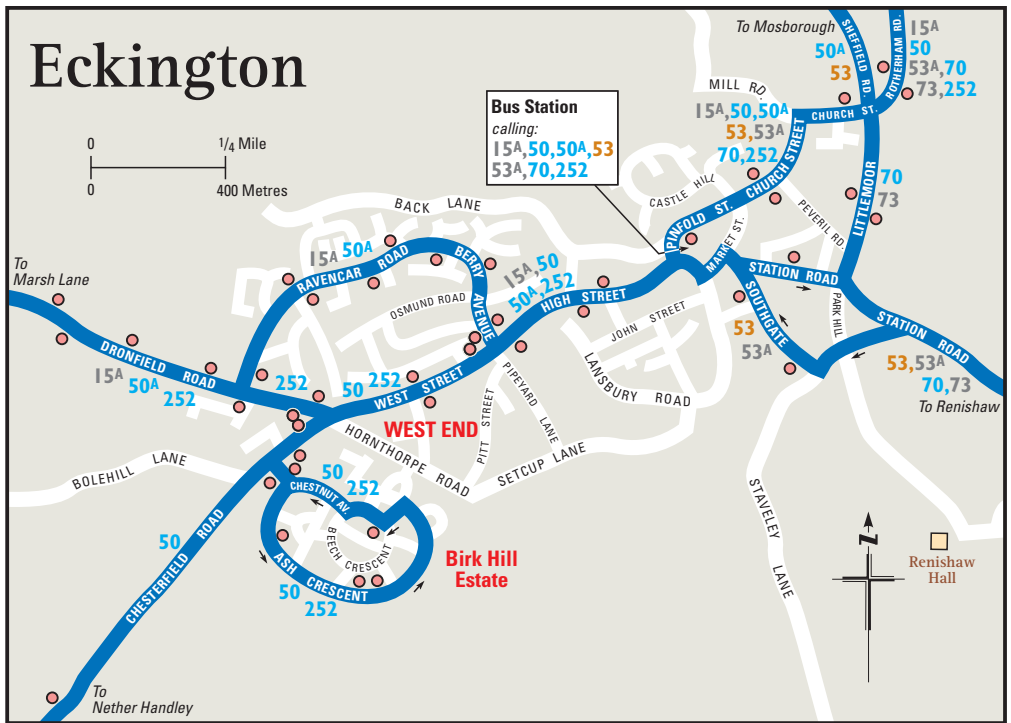 Eckington
0
1/4 Mile
0
400 Metres
To Mosborough
50A
53
SHEFFIELD RD.
ROTHERHAM RD.
15A
50
53A,70
73,252
MILL RD.
CHURCH ST.
Bus Station
calling:
15A,50,50A,53
53A,70,252
15A,50,50A
53,53A
70,252
CHURCH STREET
PINFOLD ST.
CASTLE HILL
MARKET ST.
PEVERIL RD.
LITTLEMOOR
70
73
BACK LANE
15A 50A
RAVENCAR ROAD
BERRY AVENUE
OSMUND ROAD
15A,50
50A,252
HIGH STREET
STATION ROAD
SOUTHGATE
PARK HILL
STATION ROAD
JOHN STREET
53
53A
53,53A
70,73
To Renishaw
LANSBURY ROAD
To
Marsh Lane
DRONFIELD ROAD
15A
50A
252
252
50
252
WEST STREET
WEST END
PITT STREET
PIPEYARD LANE
HORNTHORPE ROAD
SETCUP LANE
BOLEHILL LANE
50
252
CHESTNUT AV.
BEECH CRESCENT
ASH CRESCENT
50
252
Birk Hill
Estate
50
CHESTERFIELD ROAD
STAVELEY LANE
N
Renishaw
Hall
To
Nether Handley